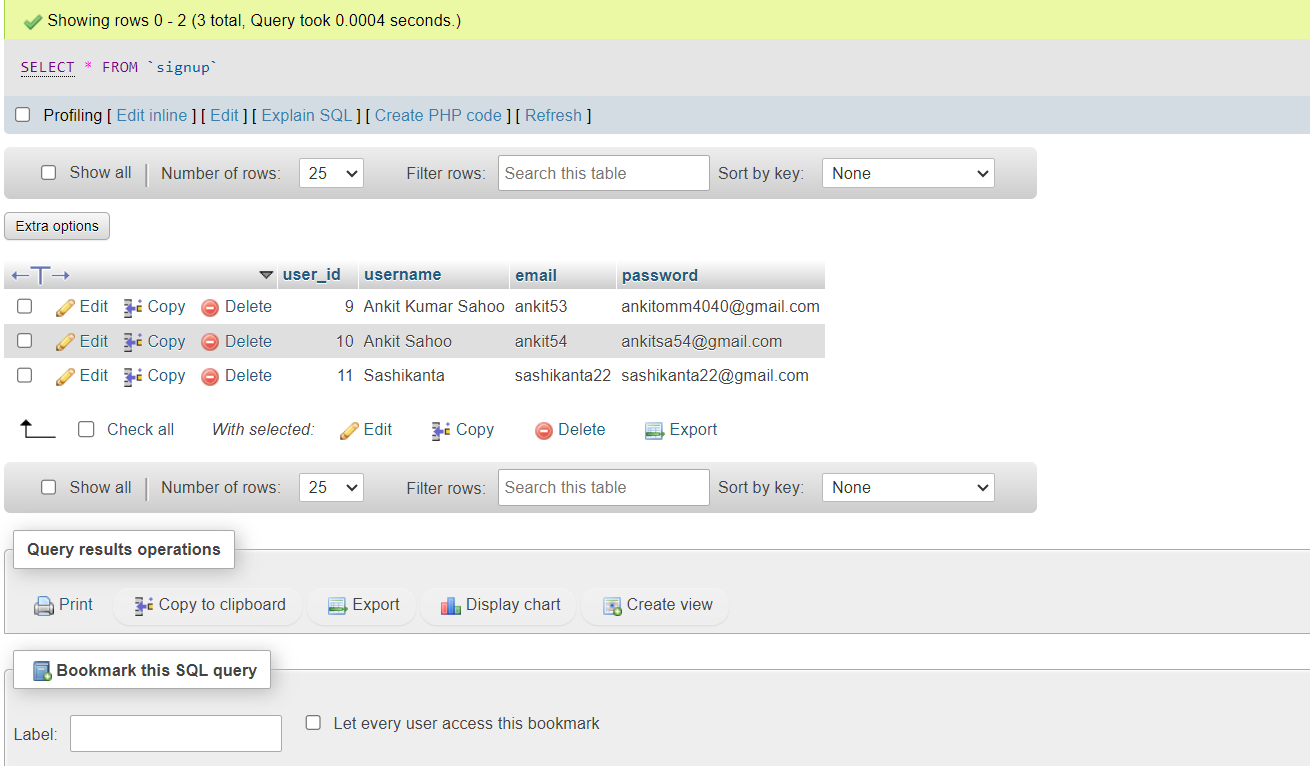 Showing rows 0 - 2 (3 total, Query took 0.0004 seconds.)
SELECT * FROM `signup`
Profiling [ Edit inline ] [ Edit ] [ Explain SQL ] [ Create PHP code ] [ Refresh ]
Show all Number of rows: 25 Filter rows: Search this table Sort by key: None
Extra options
user_id username email password
Edit Copy Delete 9 Ankit Kumar Sahoo ankit53 ankitomm4040@gmail.com
Edit Copy Delete 10 Ankit Sahoo ankit54 ankitsa54@gmail.com
Edit Copy Delete 11 Sashikanta sashikanta22 sashikanta22@gmail.com
Check all With selected: Edit Copy Delete Export
Show all Number of rows: 25 Filter rows: Search this table Sort by key: None
Query results operations
Print Copy to clipboard Export Display chart Create view
Bookmark this SQL query
Label: Let every user access this bookmark